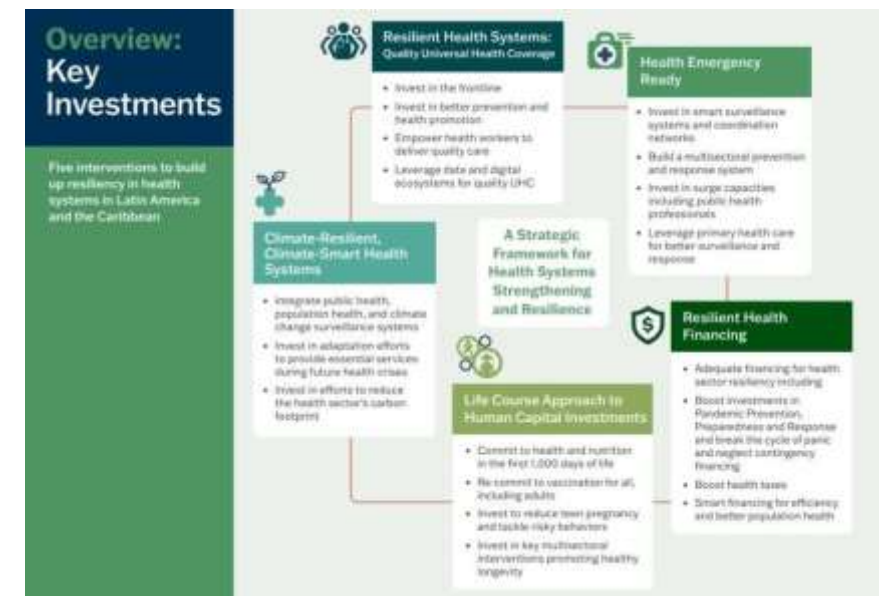 Overview:
Key
Investments
Five interventions to build
up resiliency in health
systems in Latin America
and the Caribbean
Resilient Health Systems:
Quality Universal Health Coverage
• Invest in the frontline
• Invest in better prevention and
health promotion
• Empower health workers to
deliver quality care
• Leverage data and digital
ecosystems for quality UHC
Health Emergency
Ready
• Invest in smart surveillance
systems and coordination
networks
• Build a multisectoral prevention
and response system
• Invest in surge capacities
including public health
professionals
• Leverage primary health care
for better surveillance and
response
Climate-Resilient,
Climate-Smart Health
Systems
• Integrate public health,
population health, and climate
change surveillance systems
• Invest in adaptation efforts
to provide essential services
during future health crises
• Invest in efforts to reduce
the health sector's carbon
footprint
A Strategic
Framework for
Health Systems
Strengthening
and Resilience
Resilient Health
Financing
• Adequate financing for health
sector resiliency including
• Boost investments in
Pandemic Prevention,
Preparedness and Response
and break the cycle of panic
and neglect contingency
financing
• Boost health taxes
• Smart financing for efficiency
and better population health
Life Course Approach to
Human Capital Investments
• Commit to health and nutrition
in the first 1,000 days of life
• Re-commit to vaccination for all,
including adults
• Invest to reduce teen pregnancy
and tackle risky behaviors
• Invest in key multisectoral
interventions promoting healthy
longevity